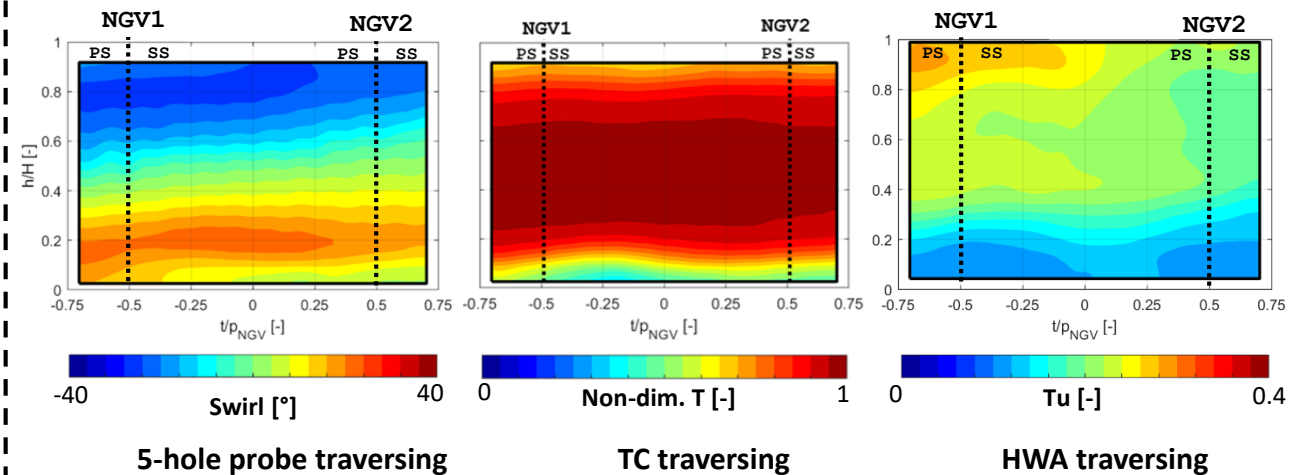 NGV1 NGV2
PS SS PS SS
1
0.8
0.6
0.4
0.2
0
h/H [-]
-0.75 -0.5 -0.25 0 0.25 0.5 0.75
t/pNGV [-]
-40 40
Swirl [°]
5-hole probe traversing
NGV1 NGV2
PS SS PS SS
-0.75 -0.5 -0.25 0 0.25 0.5 0.75
t/pNGV [-]
0 1
Non-dim. T [-]
TC traversing
NGV1 NGV2
PS SS PS SS
1
0.8
0.6
0.4
0.2
0
-0.75 -0.5 -0.25 0 0.25 0.5 0.75
t/pNGV [-]
0 0.4
Tu [-]
HWA traversing